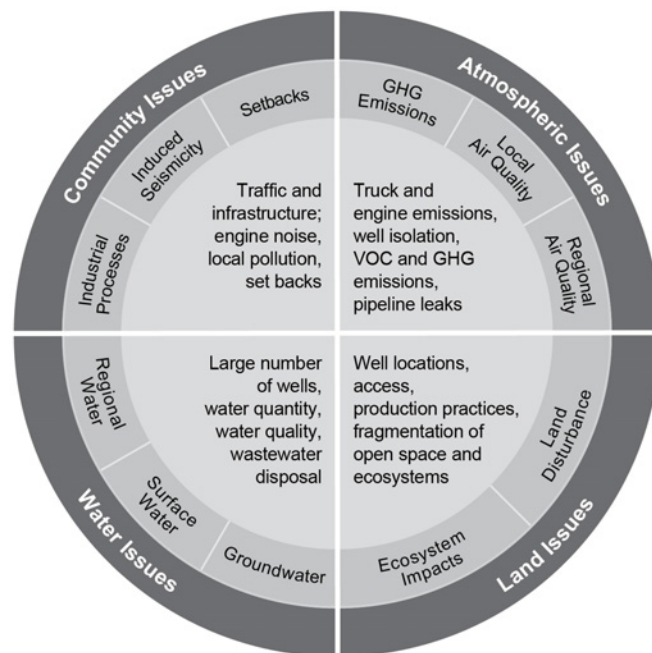 Community Issues
Industrial
Processes
Induced
Seismicity
Setbacks
Traffic and
infrastructure;
engine noise,
local pollution,
set backs
Atmospheric Issues
GHG
Emissions
Local
Air Quality
Regional
Air Quality
Truck and
engine emissions,
well isolation,
VOC and GHG
emissions,
pipeline leaks
Water Issues
Regional
Water
Surface
Water
Groundwater
Large number
of wells,
water quantity,
water quality,
wastewater
disposal
Land Issues
Land
Disturbance
Ecosystem
Impacts
Well locations,
access,
production practices,
fragmentation of
open space and
ecosystems